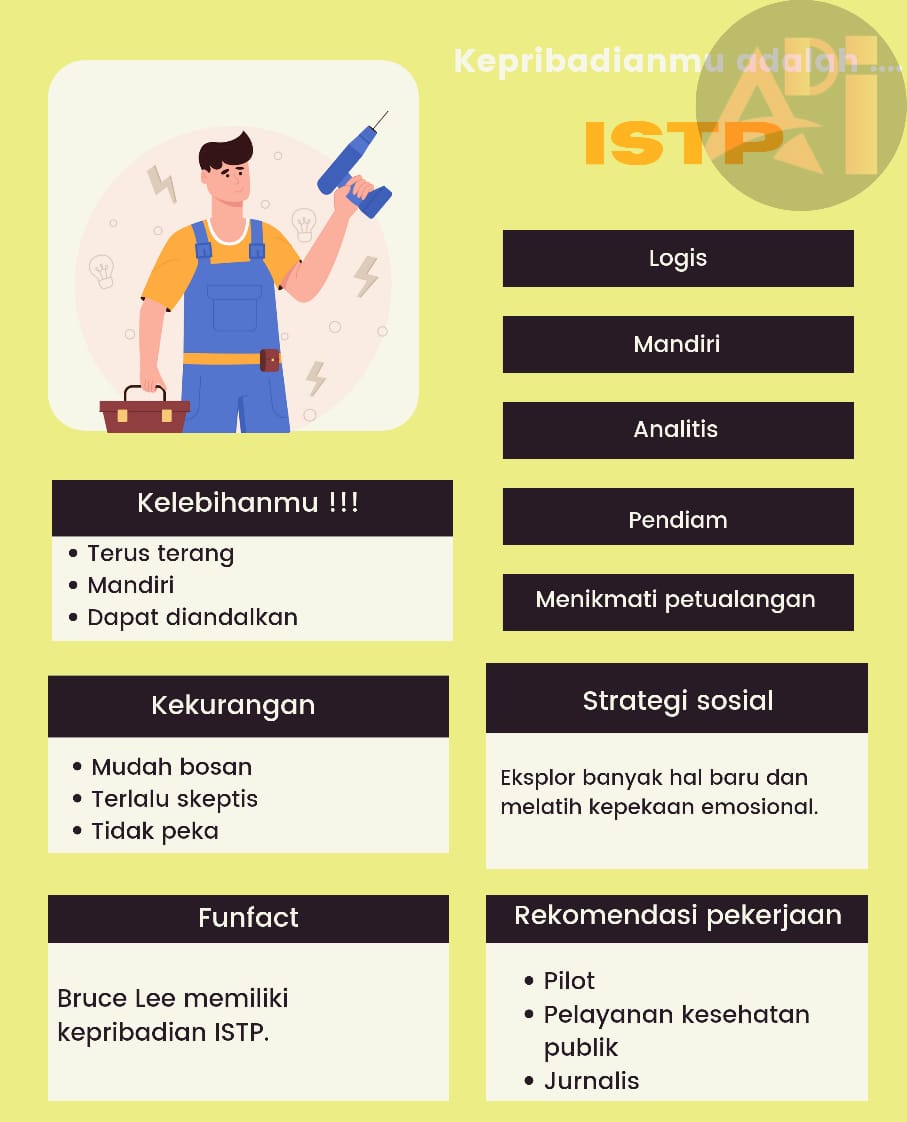 Kepribadianmu adalah ....
ISTP
Logis
Mandiri
Analitis
Pendiam
Menikmati petualangan
Kelebihanmu !!!
• Terus terang
• Mandiri
• Dapat diandalkan
Kekurangan
• Mudah bosan
• Terlalu skeptis
• Tidak peka
Strategi sosial
Eksplor banyak hal baru dan
melatih kepekaan emosional.
Funfact
Bruce Lee memiliki
kepribadian ISTP.
Rekomendasi pekerjaan
• Pilot
• Pelayanan kesehatan
publik
• Jurnalis